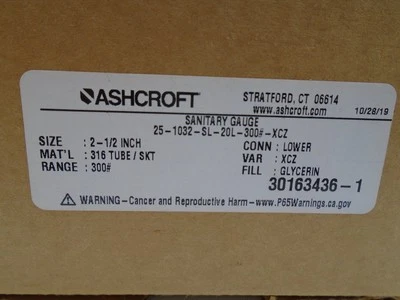 ASHCROFT
STRATFORD, CT 06614
www.ashcroft.com 10/28/19
SANITARY GAUGE
25-1032-SL-20L-300#-XCZ
SIZE : 2-1/2 INCH CONN : LOWER
MAT'L : 316 TUBE / SKT VAR : XCZ
RANGE : 300# FILL : GLYCERIN
30163436-1
WARNING-Cancer and Reproductive Harm-www.P65Warnings.ca.gov